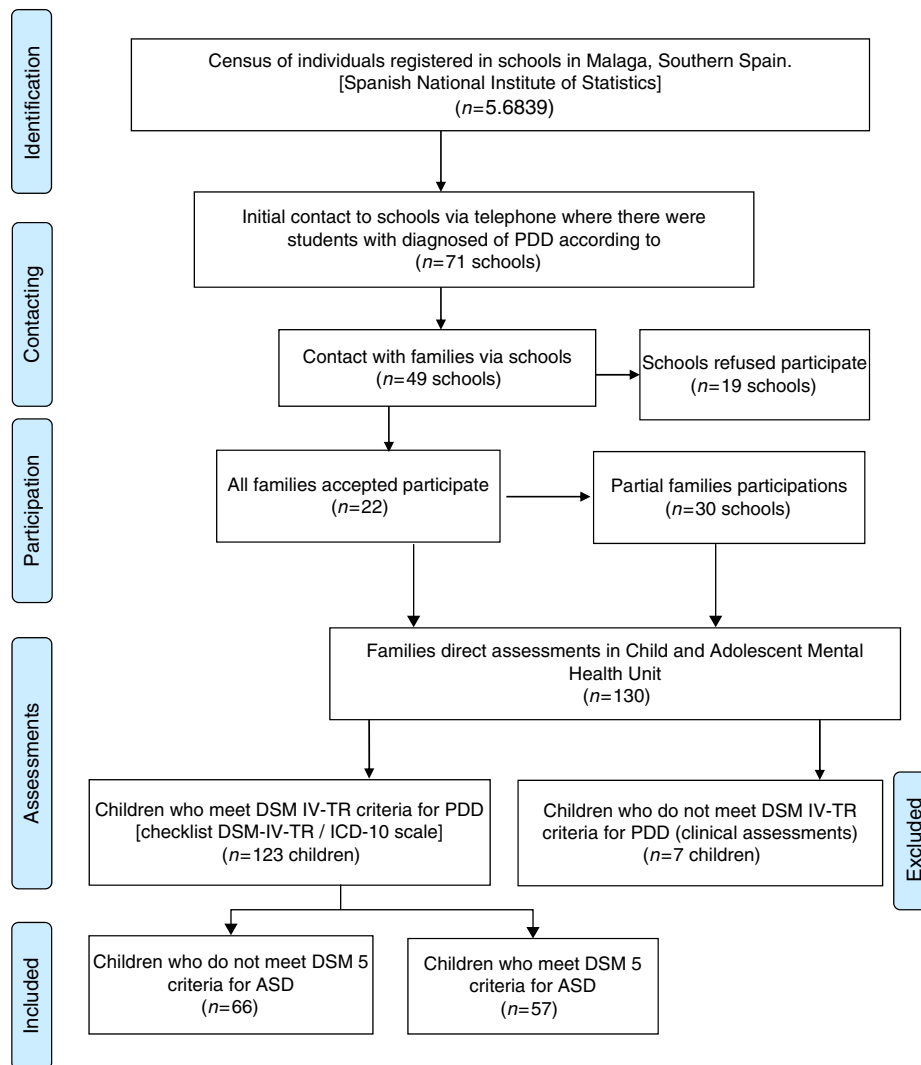 Identification
Census of individuals registered in schools in Malaga, Southern Spain.
[Spanish National Institute of Statistics]
(n=5.6839)
Contacting
Initial contact to schools via telephone where there were
students with diagnosed of PDD according to
(n=71 schools)
Contact with families via schools
(n=49 schools)
Schools refused participate
(n=19 schools)
Participation
All families accepted participate
(n=22)
Partial families participations
(n=30 schools)
Assessments
Families direct assessments in Child and Adolescent Mental
Health Unit
(n=130)
Children who meet DSM IV-TR criteria for PDD
[checklist DSM-IV-TR / ICD-10 scale]
(n=123 children)
Children who do not meet DSM IV-TR
criteria for PDD (clinical assessments)
(n=7 children)
Excluded
Included
Children who do not meet DSM 5
criteria for ASD
(n=66)
Children who meet DSM 5
criteria for ASD
(n=57)